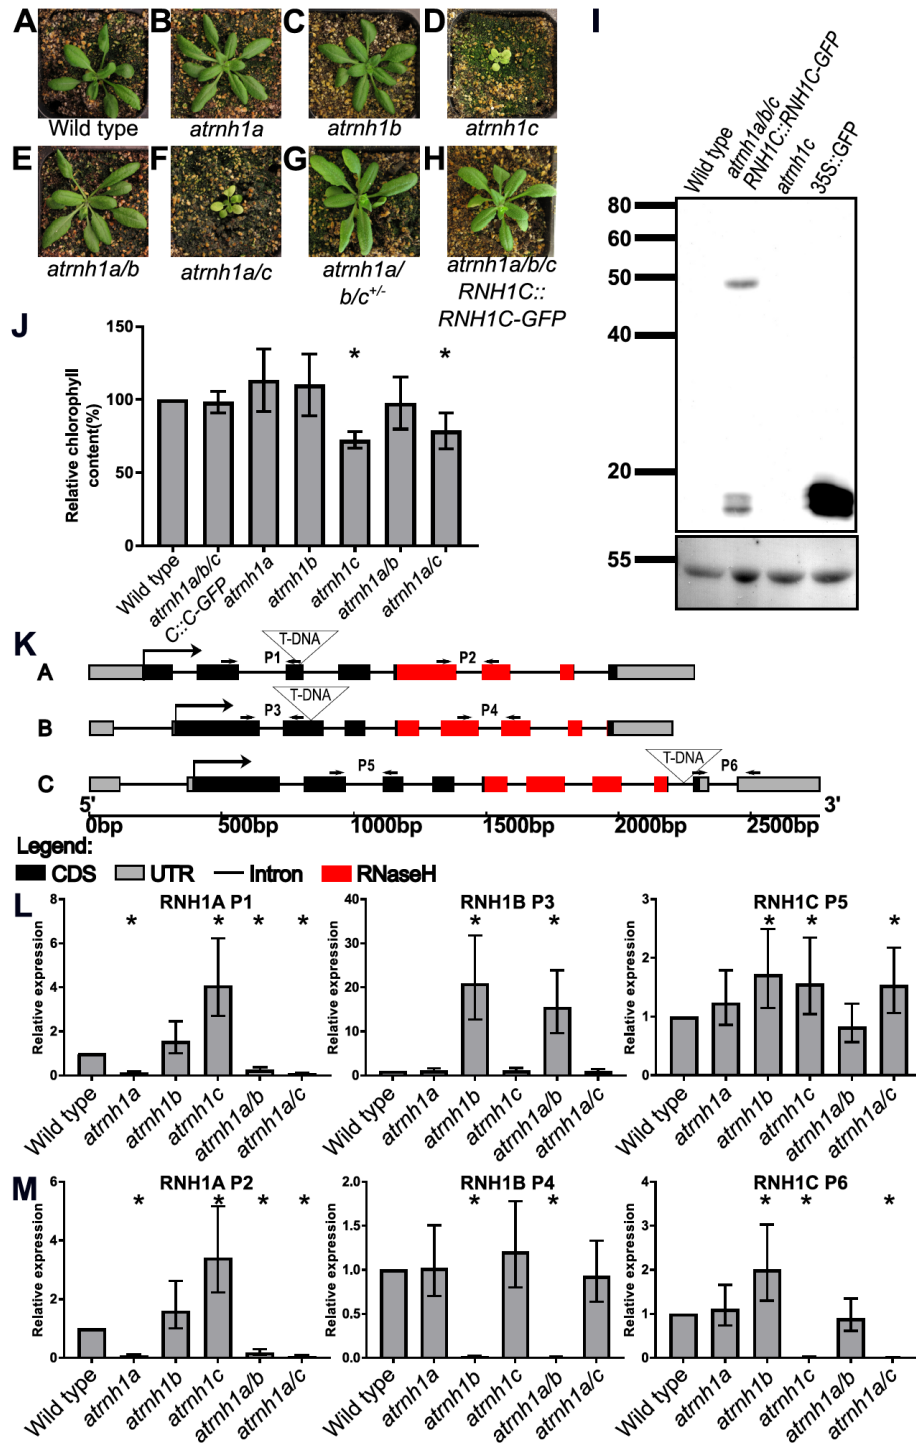 A
B
C
D
Wild type
atrnh1a
atrnh1b
atrnh1c
E
F
G
H
atrnh1a/b
atrnh1a/c
atrnh1a/
b/c+/-
atrnh1a/b/c
RNH1C::
RNH1C-GFP
I
Wild type
atrnh1a/b/c
RNH1C::RNH1C-GFP
atrnh1c
35S::GFP
80
60
50
40
20
55
J
Relative chlorophyll
content(%)
150
100
50
0
*
*
Wild type
atrnh1a/b/c
C::C-GFP
atrnh1a
atrnh1b
atrnh1c
atrnh1a/b
atrnh1a/c
K
T-DNA
A
P1
P2
T-DNA
B
P3
P4
T-DNA
C
P5
P6
5'
3'
0bp
500bp
1000bp
1500bp
2000bp
2500bp
Legend:
CDS
UTR
Intron
RNaseH
L
RNH1A P1
Relative expression
8
6
4
2
0
* * * *
Wild type
atrnh1a
atrnh1b
atrnh1c
atrnh1a/b
atrnh1a/c
RNH1B P3
Relative expression
40
30
20
10
0
* *
Wild type
atrnh1a
atrnh1b
atrnh1c
atrnh1a/b
atrnh1a/c
RNH1C P5
Relative expression
3
2
1
0
* * *
Wild type
atrnh1a
atrnh1b
atrnh1c
atrnh1a/b
atrnh1a/c
M
RNH1A P2
Relative expression
6
4
2
0
* * * *
Wild type
atrnh1a
atrnh1b
atrnh1c
atrnh1a/b
atrnh1a/c
RNH1B P4
Relative expression
2.0
1.5
1.0
0.5
0.0
* *
Wild type
atrnh1a
atrnh1b
atrnh1c
atrnh1a/b
atrnh1a/c
RNH1C P6
Relative expression
4
3
2
1
0
* * *
Wild type
atrnh1a
atrnh1b
atrnh1c
atrnh1a/b
atrnh1a/c